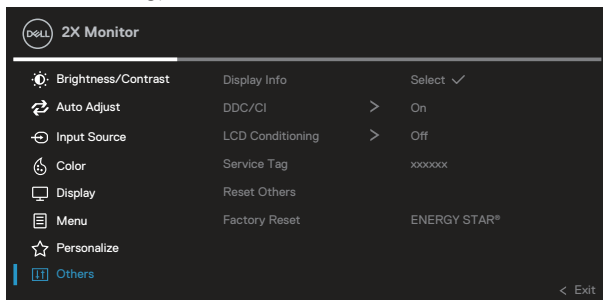 DELL 2X Monitor
Brightness/Contrast Display Info Select ✓
Auto Adjust DDC/CI > On
Input Source LCD Conditioning > Off
Color Service Tag xxxxxx
Display Reset Others
Menu Factory Reset ENERGY STAR®
Personalize
Others
< Exit